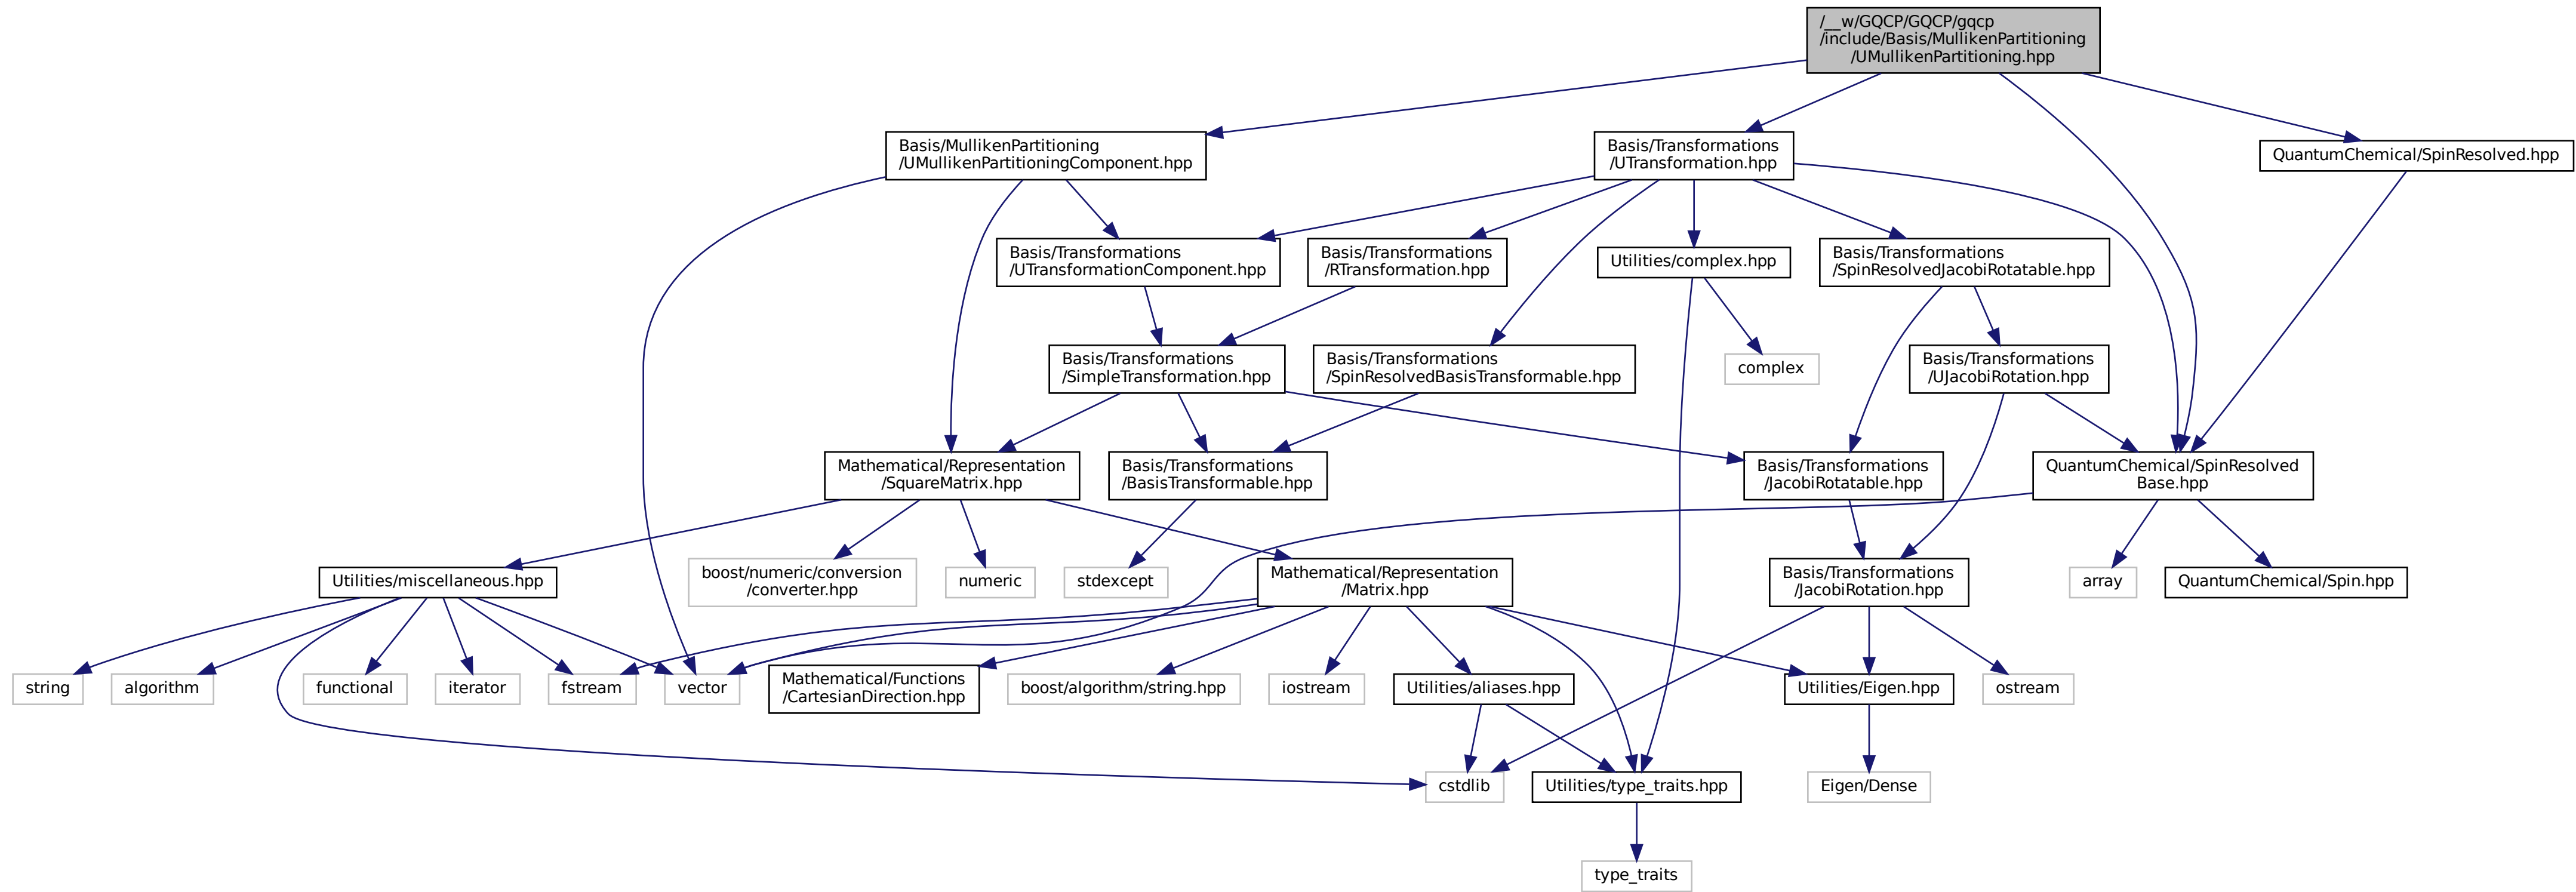 /__w/GQCP/GQCP/gqcp
/include/Basis/MullikenPartitioning
/UMullikenPartitioning.hpp
Basis/MullikenPartitioning
/UMullikenPartitioningComponent.hpp
Basis/Transformations
/UTransformation.hpp
QuantumChemical/SpinResolved.hpp
Basis/Transformations
/UTransformationComponent.hpp
Basis/Transformations
/RTransformation.hpp
Utilities/complex.hpp
Basis/Transformations
/SpinResolvedJacobiRotatable.hpp
Basis/Transformations
/SimpleTransformation.hpp
Basis/Transformations
/SpinResolvedBasisTransformable.hpp
complex
Basis/Transformations
/UJacobiRotation.hpp
Mathematical/Representation
/SquareMatrix.hpp
Basis/Transformations
/BasisTransformable.hpp
Basis/Transformations
/JacobiRotatable.hpp
QuantumChemical/SpinResolved
Base.hpp
Utilities/miscellaneous.hpp
boost/numeric/conversion
/converter.hpp
numeric
stdexcept
Mathematical/Representation
/Matrix.hpp
Basis/Transformations
/JacobiRotation.hpp
array
QuantumChemical/Spin.hpp
string
algorithm
functional
iterator
fstream
vector
Mathematical/Functions
/CartesianDirection.hpp
boost/algorithm/string.hpp
iostream
Utilities/aliases.hpp
Utilities/Eigen.hpp
ostream
cstdlib
Utilities/type_traits.hpp
Eigen/Dense
type_traits